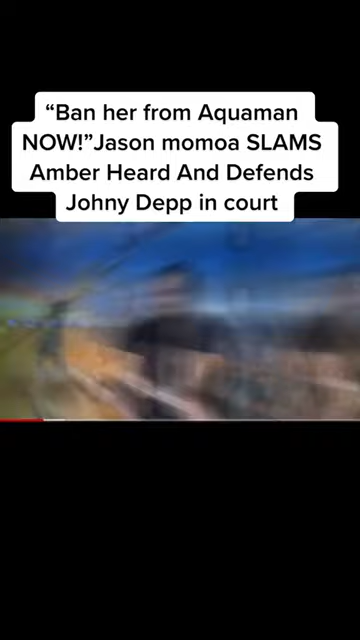 “Ban her from Aquaman
NOW!”Jason momoa SLAMS
Amber Heard And Defends
Johny Depp in court